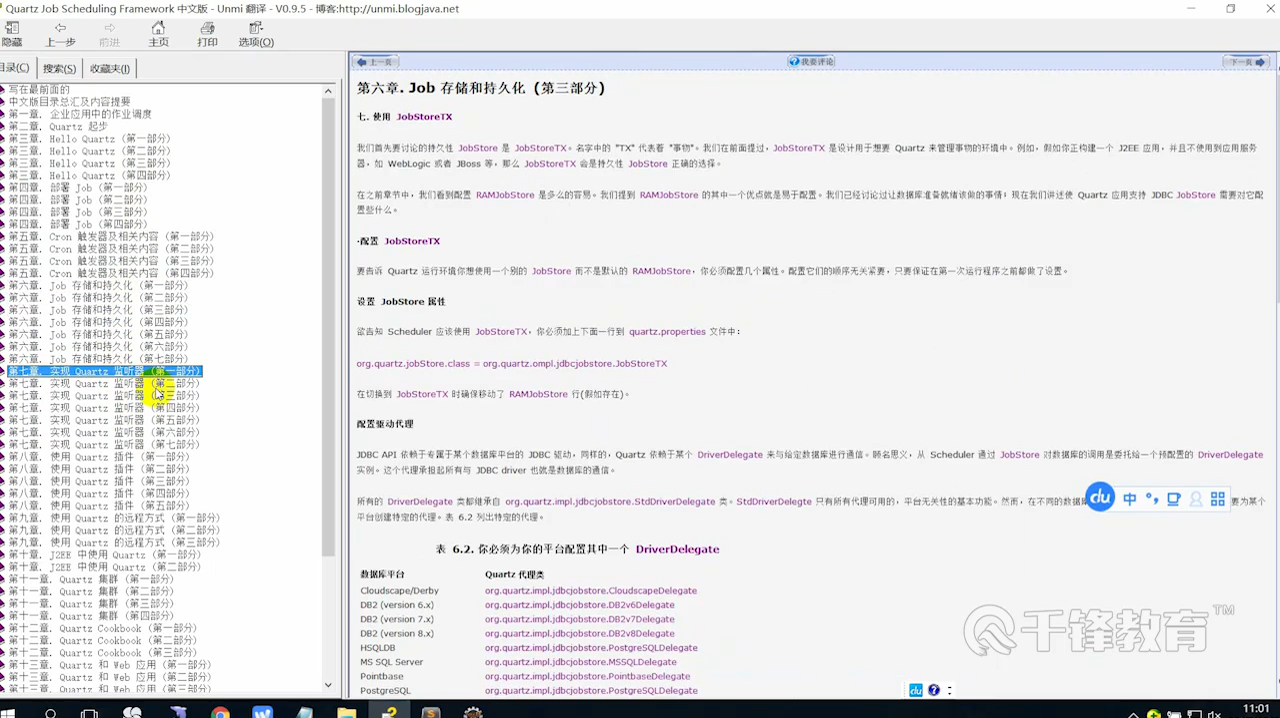 Quartz Job Scheduling Framework 中文版 - Unmi 翻译 - V0.9.5 - 博客:http://unmi.blogjava.net
隐藏 上一步 前进 主页 打印 选项(O)
目录(C) 搜索(S) 收藏夹(I)
写在最前面的
中文版目录总汇及内容提要
第一章. 企业应用中的作业调度
第二章. Quartz 起步
第三章. Hello Quartz (第一部分)
第三章. Hello Quartz (第二部分)
第三章. Hello Quartz (第三部分)
第三章. Hello Quartz (第四部分)
第四章. 部署 Job (第一部分)
第四章. 部署 Job (第二部分)
第四章. 部署 Job (第三部分)
第四章. 部署 Job (第四部分)
第五章. Cron 触发器及相关内容 (第一部分)
第五章. Cron 触发器及相关内容 (第二部分)
第五章. Cron 触发器及相关内容 (第三部分)
第五章. Cron 触发器及相关内容 (第四部分)
第六章. Job 存储和持久化 (第一部分)
第六章. Job 存储和持久化 (第二部分)
第六章. Job 存储和持久化 (第三部分)
第六章. Job 存储和持久化 (第四部分)
第六章. Job 存储和持久化 (第五部分)
第六章. Job 存储和持久化 (第六部分)
第六章. Job 存储和持久化 (第七部分)
第七章. 实现 Quartz 监听器 (第一部分)
第七章. 实现 Quartz 监听器 (第二部分)
第七章. 实现 Quartz 监听器 (第三部分)
第七章. 实现 Quartz 监听器 (第四部分)
第七章. 实现 Quartz 监听器 (第五部分)
第七章. 实现 Quartz 监听器 (第六部分)
第七章. 实现 Quartz 监听器 (第七部分)
第八章. 使用 Quartz 插件 (第一部分)
第八章. 使用 Quartz 插件 (第二部分)
第八章. 使用 Quartz 插件 (第三部分)
第八章. 使用 Quartz 插件 (第四部分)
第八章. 使用 Quartz 插件 (第五部分)
第九章. 使用 Quartz 的远程方式 (第一部分)
第九章. 使用 Quartz 的远程方式 (第二部分)
第九章. 使用 Quartz 的远程方式 (第三部分)
第十章. J2EE 中使用 Quartz (第一部分)
第十章. J2EE 中使用 Quartz (第二部分)
第十一章. Quartz 集群 (第一部分)
第十一章. Quartz 集群 (第二部分)
第十一章. Quartz 集群 (第三部分)
第十一章. Quartz 集群 (第四部分)
第十二章. Quartz Cookbook (第一部分)
第十二章. Quartz Cookbook (第二部分)
第十二章. Quartz Cookbook (第三部分)
第十三章. Quartz 和 Web 应用 (第一部分)
第十三章. Quartz 和 Web 应用 (第二部分)
第十三章. Quartz 和 Web 应用 (第三部分)
上一页 我要评论 下一页
第六章. Job 存储和持久化 (第三部分)
七. 使用 JobStoreTX
我们首先要讨论的持久性 JobStore 是 JobStoreTX。名字中的 "TX" 代表着 "事物"。我们在前面提过，JobStoreTX 是设计用于想要 Quartz 来管理事物的环境中。例如，假如你正构建一个 J2EE 应用，并且不使用到应用服务
器，如 WebLogic 或者 JBoss 等，那么 JobStoreTX 会是持久性 JobStore 正确的选择。
在之前章节中，我们看到配置 RAMJobStore 是多么的容易。我们提到 RAMJobStore 的其中一个优点就是易于配置。我们已经讨论过让数据库准备就绪该做的事情！现在我们讲述使 Quartz 应用支持 JDBC JobStore 需要对它配
置些什么。
·配置 JobStoreTX
要告诉 Quartz 运行环境你想使用一个别的 JobStore 而不是默认的 RAMJobStore，你必须配置几个属性。配置它们的顺序无关紧要，只要保证在第一次运行程序之前都做了设置。
设置 JobStore 属性
欲告知 Scheduler 应该使用 JobStoreTX，你必须加上下面一行到 quartz.properties 文件中：
org.quartz.jobStore.class = org.quartz.ompl.jdbcjobstore.JobStoreTX
在切换到 JobStoreTX 时确保移动了 RAMJobStore 行(假如存在)。
配置驱动代理
JDBC API 依赖于专属于某个数据库平台的 JDBC 驱动，同样的，Quartz 依赖于某个 DriverDelegate 来与给定数据库进行通信。顾名思义，从 Scheduler 通过 JobStore 对数据库的调用是委托给一个预配置的 DriverDelegate
实例。这个代理承担起所有与 JDBC driver 也就是数据库的通信。
所有的 DriverDelegate 类都继承自 org.quartz.impl.jdbcjobstore.StdDriverDelegate 类。StdDriverDelegte 只有所有代理可用的，平台无关性的基本功能。然而，在不同的数据库 要为某个
平台创建特定的代理。表 6.2 列出特定的代理。
du 中
表 6.2. 你必须为你的平台配置其中一个 DriverDelegate
数据库平台 Quartz 代理类
Cloudscape/Derby org.quartz.impl.jdbcjobstore.CloudscapeDelegate
DB2 (version 6.x) org.quartz.impl.jdbcjobstore.DB2v6Delegate
DB2 (version 7.x) org.quartz.impl.jdbcjobstore.DB2v7Delegate
DB2 (version 8.x) org.quartz.impl.jdbcjobstore.DB2v8Delegate
HSQLDB org.quartz.impl.jdbcjobstore.PostgreSQLDelegate
MS SQL Server org.quartz.impl.jdbcjobstore.MSSQLDelegate
Pointbase org.quartz.impl.jdbcjobstore.PointbaseDelegate
PostgreSQL org.quartz.impl.jdbcjobstore.PostgreSQLDelegate
千锋教育 TM
du
11:01